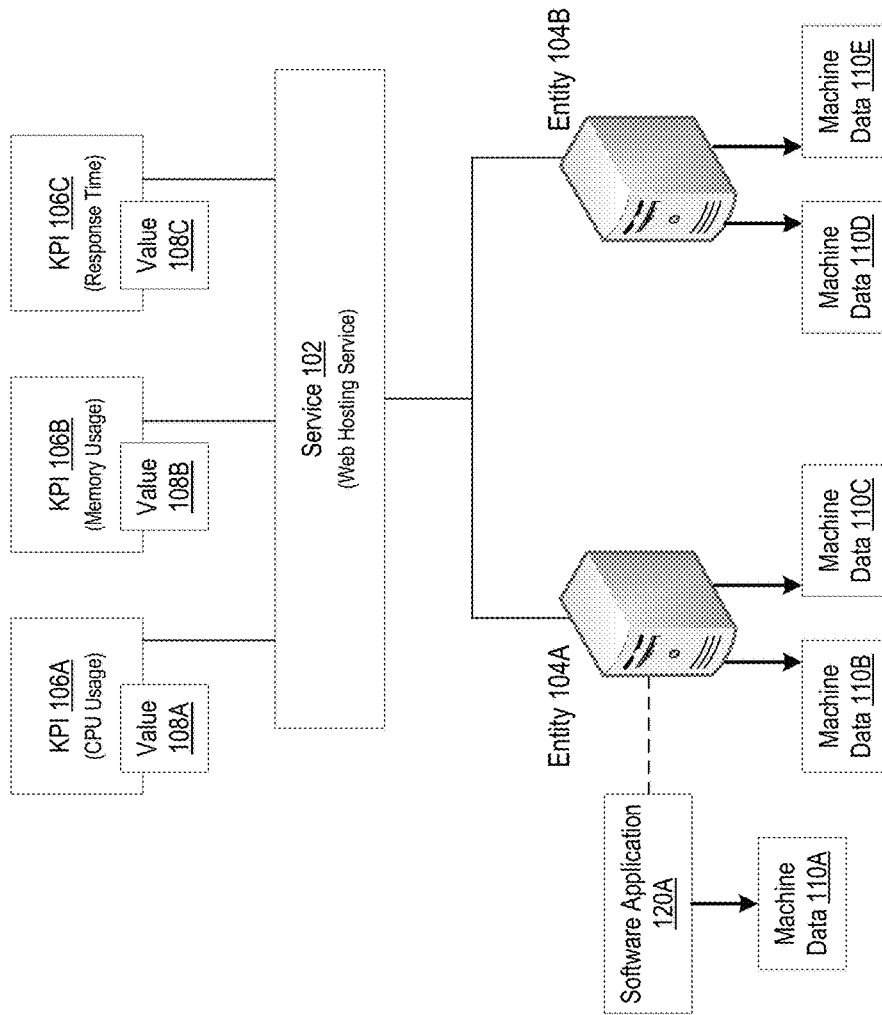 KPI 106A
(CPU Usage)
Value
108A
KPI 106B
(Memory Usage)
Value
108B
KPI 106C
(Response Time)
Value
108C
Service 102
(Web Hosting Service)
Entity 104A
Entity 104B
Software Application
120A
Machine
Data 110A
Machine
Data 110B
Machine
Data 110C
Machine
Data 110D
Machine
Data 110E